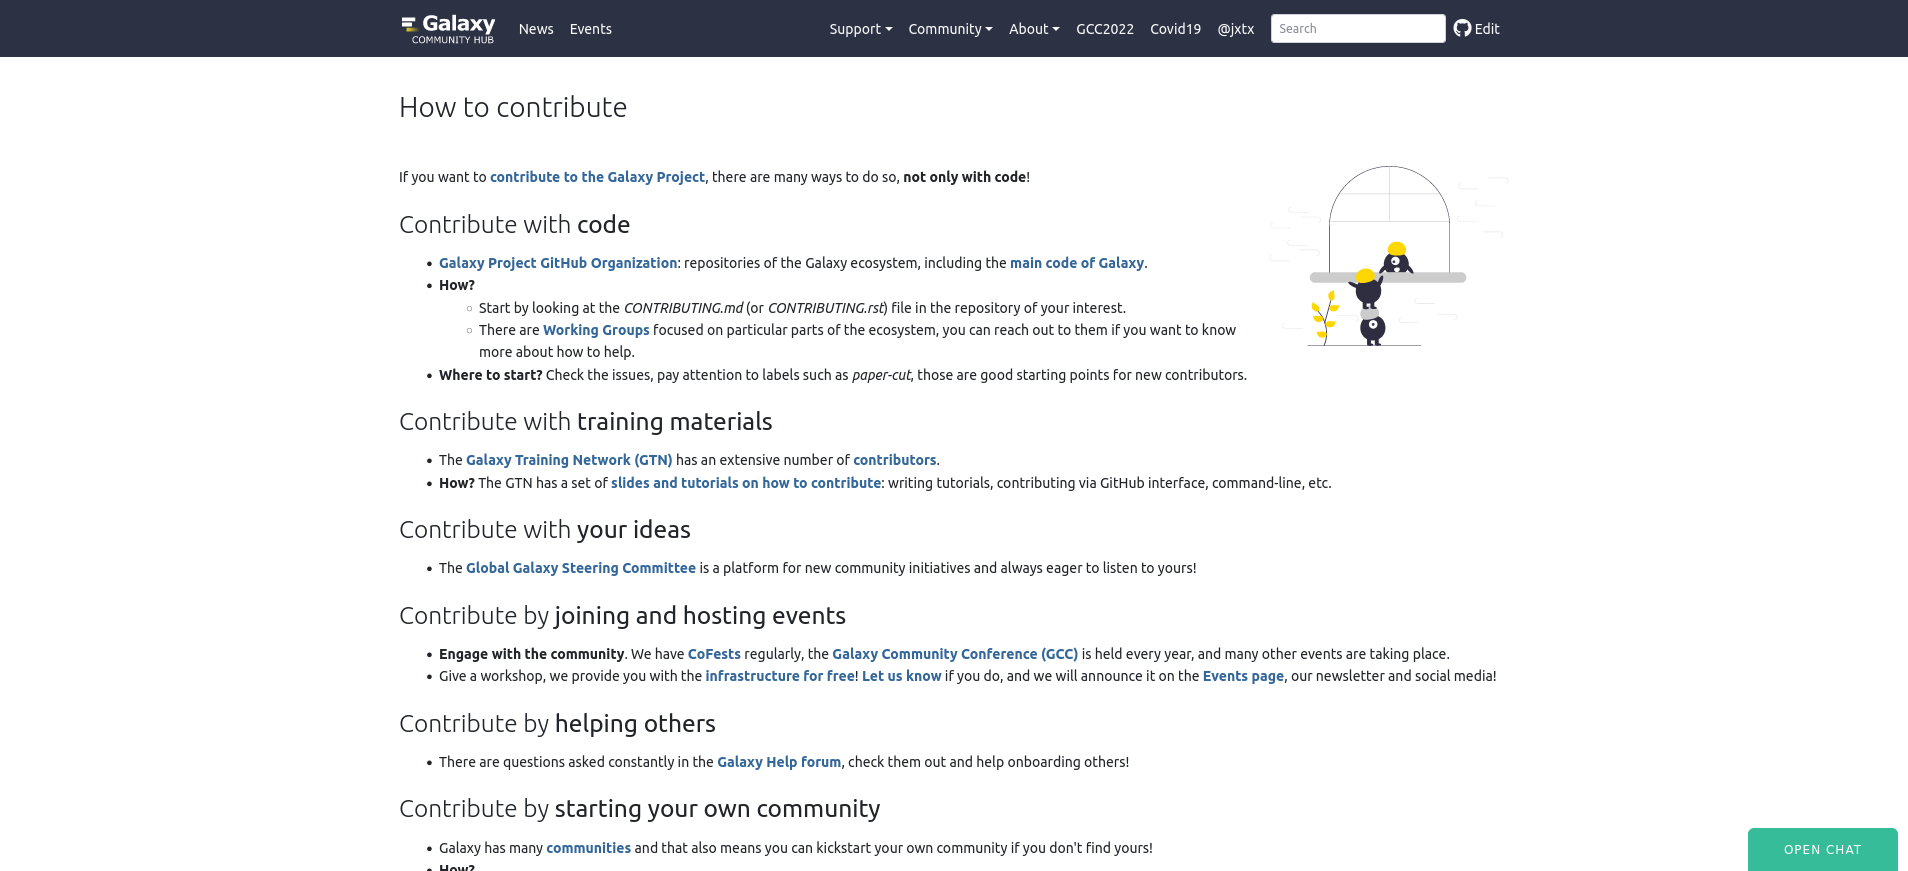 Galaxy
COMMUNITY HUB
News Events Support Community About GCC2022 Covid19 @jxtx Search Edit
How to contribute
If you want to contribute to the Galaxy Project, there are many ways to do so, not only with code!
Contribute with code
• Galaxy Project GitHub Organization: repositories of the Galaxy ecosystem, including the main code of Galaxy.
• How?
○ Start by looking at the CONTRIBUTING.md (or CONTRIBUTING.rst) file in the repository of your interest.
○ There are Working Groups focused on particular parts of the ecosystem, you can reach out to them if you want to know
more about how to help.
• Where to start? Check the issues, pay attention to labels such as paper-cut, those are good starting points for new contributors.
Contribute with training materials
• The Galaxy Training Network (GTN) has an extensive number of contributors.
• How? The GTN has a set of slides and tutorials on how to contribute: writing tutorials, contributing via GitHub interface, command-line, etc.
Contribute with your ideas
• The Global Galaxy Steering Committee is a platform for new community initiatives and always eager to listen to yours!
Contribute by joining and hosting events
• Engage with the community. We have CoFests regularly, the Galaxy Community Conference (GCC) is held every year, and many other events are taking place.
• Give a workshop, we provide you with the infrastructure for free! Let us know if you do, and we will announce it on the Events page, our newsletter and social media!
Contribute by helping others
• There are questions asked constantly in the Galaxy Help forum, check them out and help onboarding others!
Contribute by starting your own community
• Galaxy has many communities and that also means you can kickstart your own community if you don't find yours!
• How?
OPEN CHAT